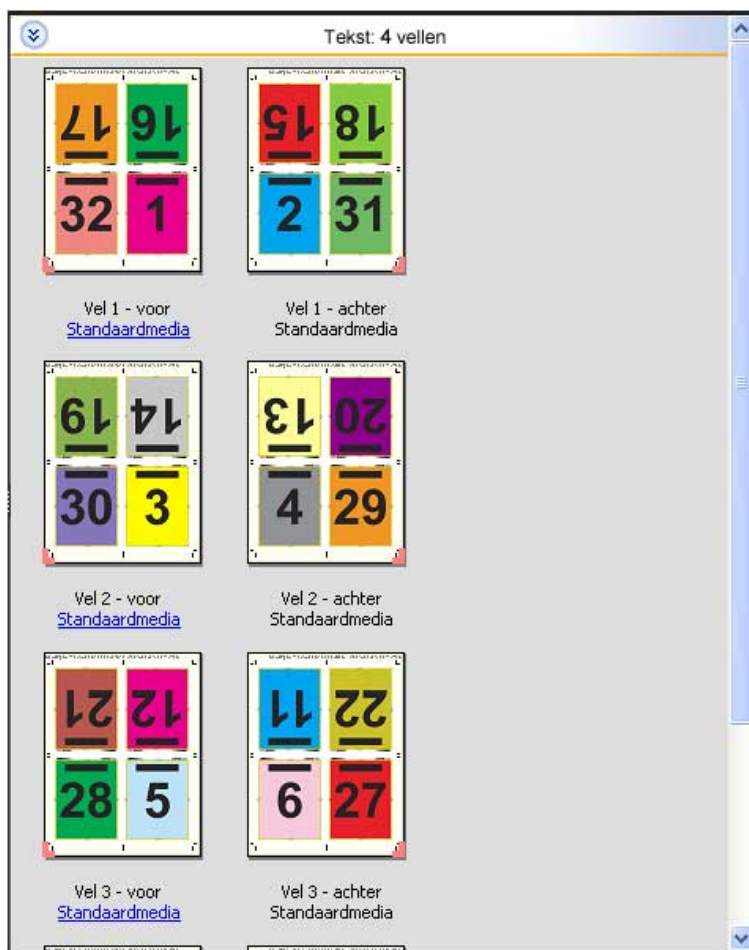 Tekst: 4 vellen
17 16 15 18
32 1 2 31
Vel 1 - voor Vel 1 - achter
Standaardmedia Standaardmedia
19 14 13 20
30 3 4 29
Vel 2 - voor Vel 2 - achter
Standaardmedia Standaardmedia
21 12 11 22
28 5 6 27
Vel 3 - voor Vel 3 - achter
Standaardmedia Standaardmedia